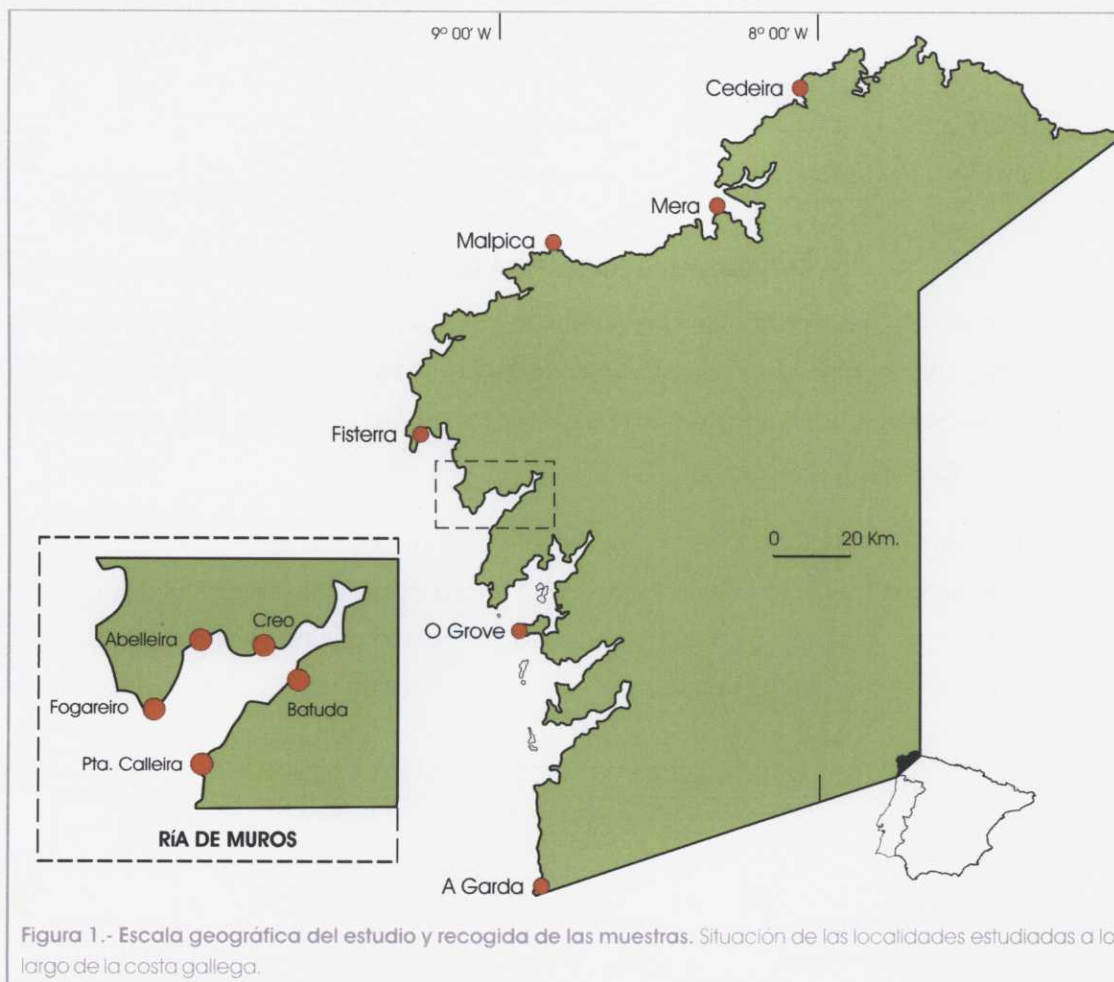 9º 00' W
8º 00' W
Cedeira
Mera
Malpica
Fisterra
0 20 Km.
O Grove
Creo
Abelleira
Fogareiro
Batuda
Pta. Calleira
RíA DE MUROS
A Garda
Figura 1.- Escala geográfica del estudio y recogida de las muestras. Situación de las localidades estudiadas a lo
largo de la costa gallega.